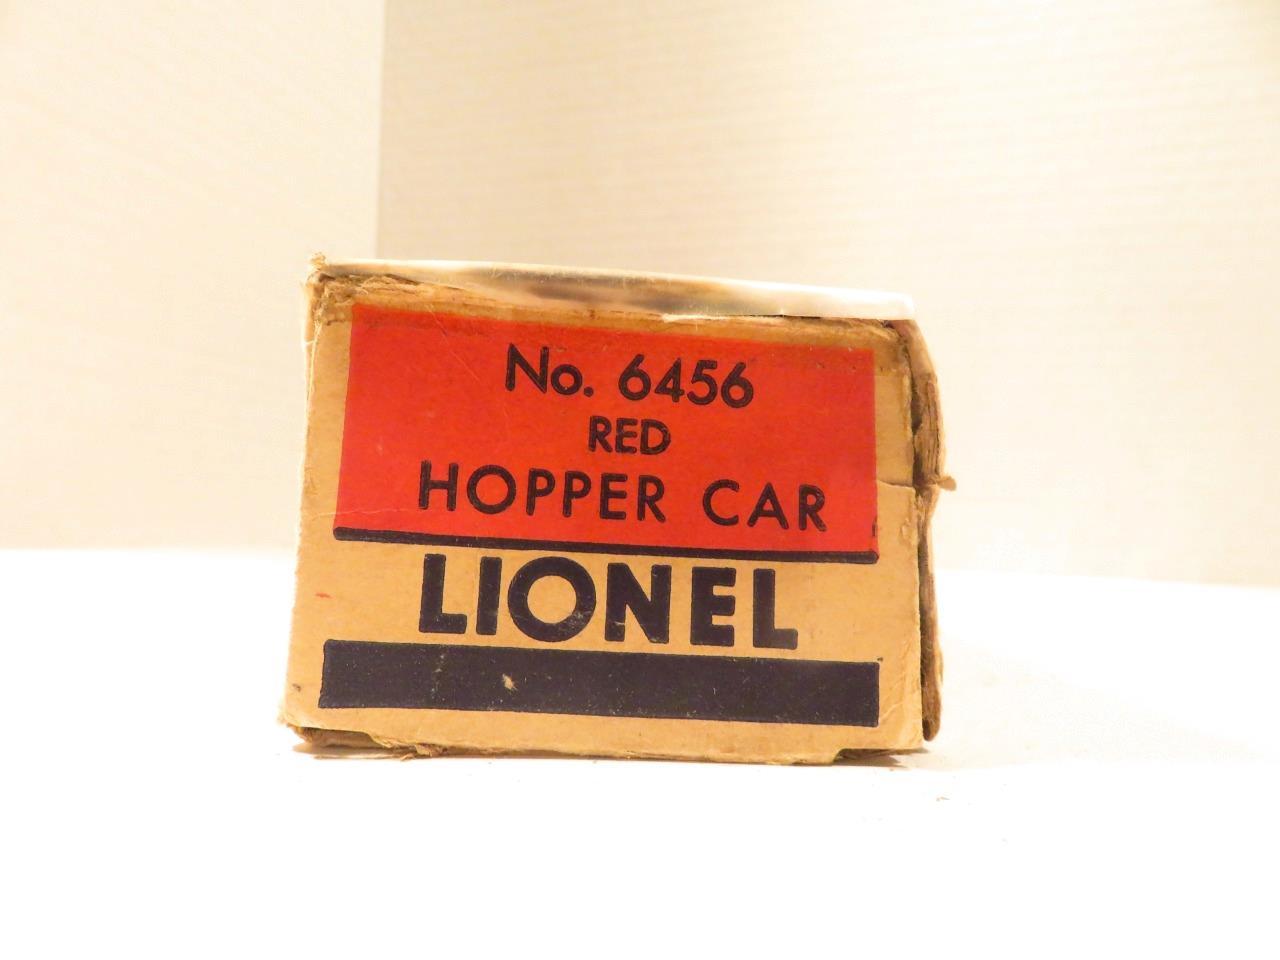 No. 6456
RED
HOPPER CAR
LIONEL